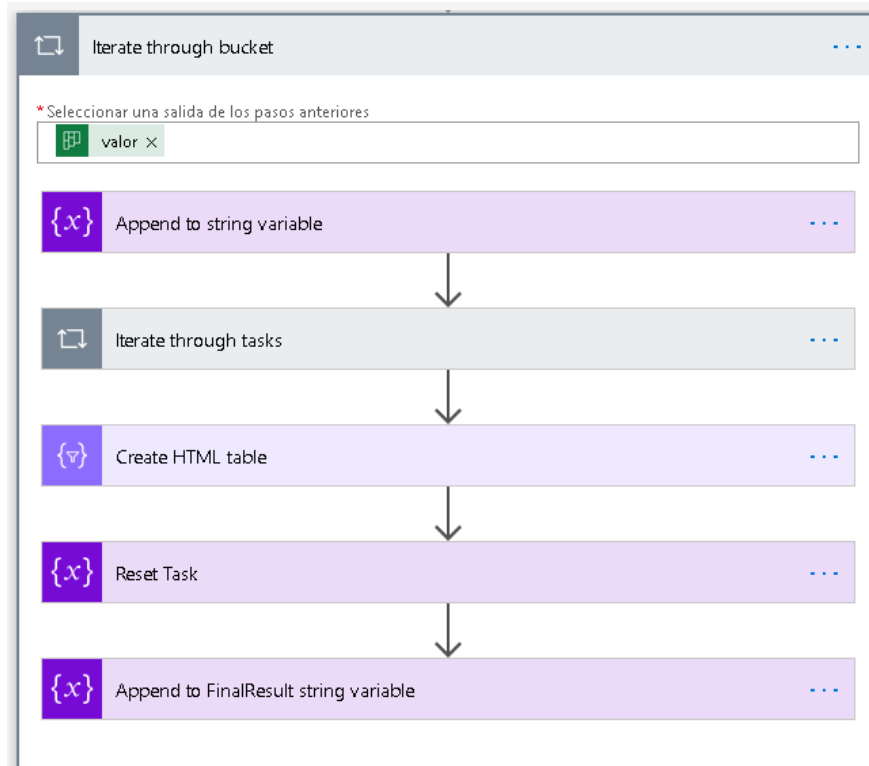 Iterate through bucket
*Seleccionar una salida de los pasos anteriores
valor ×
{x} Append to string variable
Iterate through tasks
Create HTML table
{x} Reset Task
{x} Append to FinalResult string variable